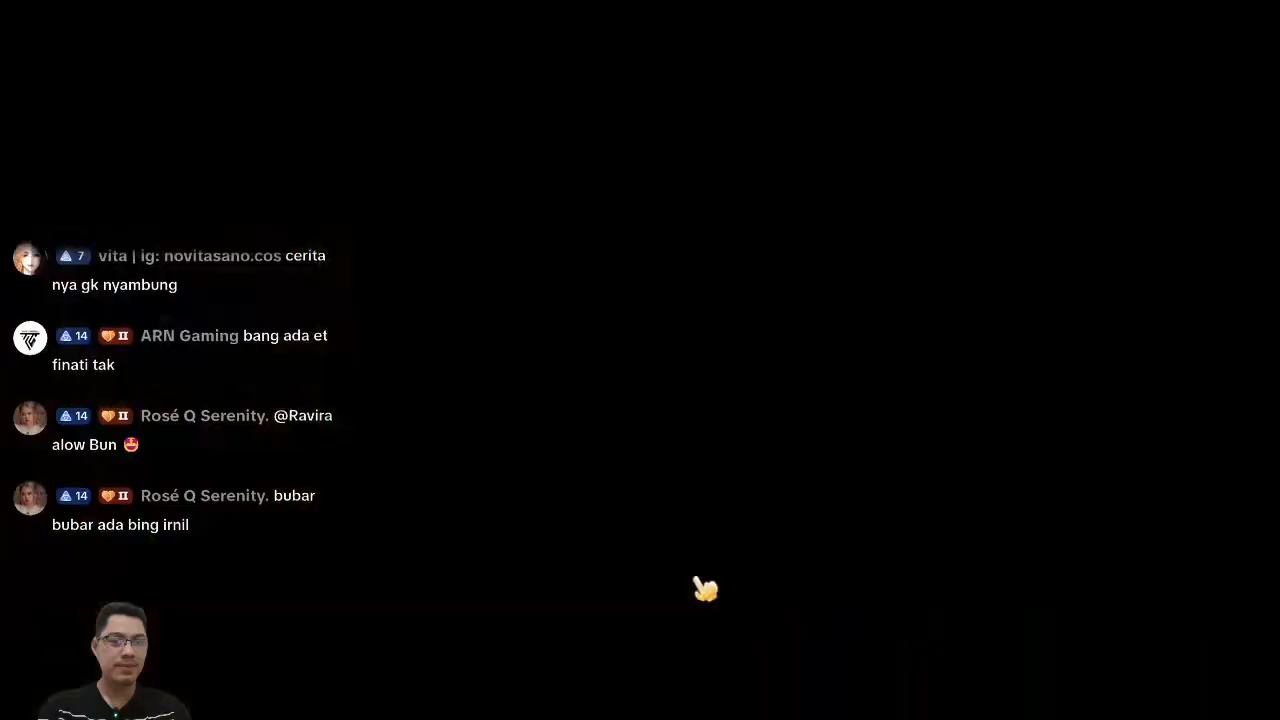 7 vita | ig: novitasano.cos cerita
nya gk nyambung
14 II ARN Gaming bang ada et
finati tak
14 II Rosé Q Serenity. @Ravira
alow Bun 🤩
14 II Rosé Q Serenity. bubar
bubar ada bing irnil